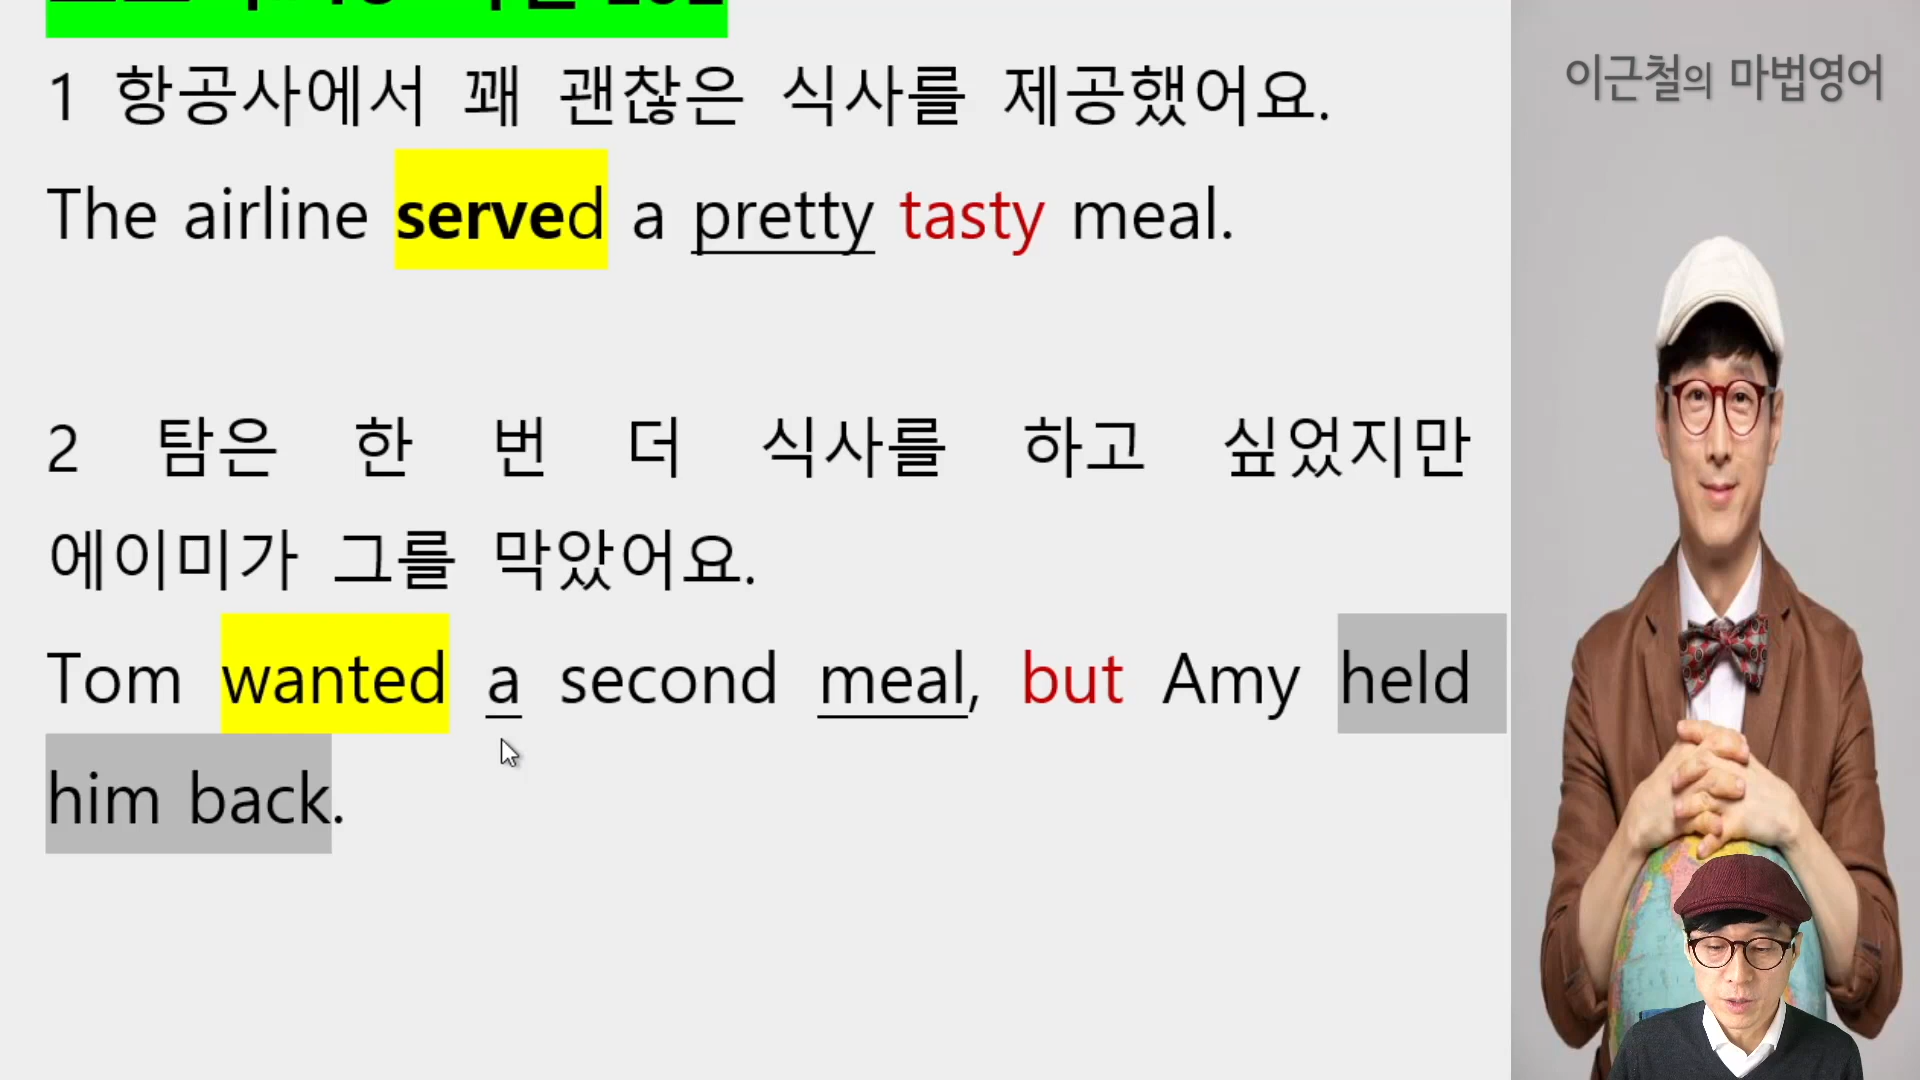 1 항공사에서 꽤 괜찮은 식사를 제공했어요.
The airline served a pretty tasty meal.
2 탐은 한 번 더 식사를 하고 싶었지만
에이미가 그를 막았어요.
Tom wanted a second meal, but Amy held
him back.
이근철의 마법영어